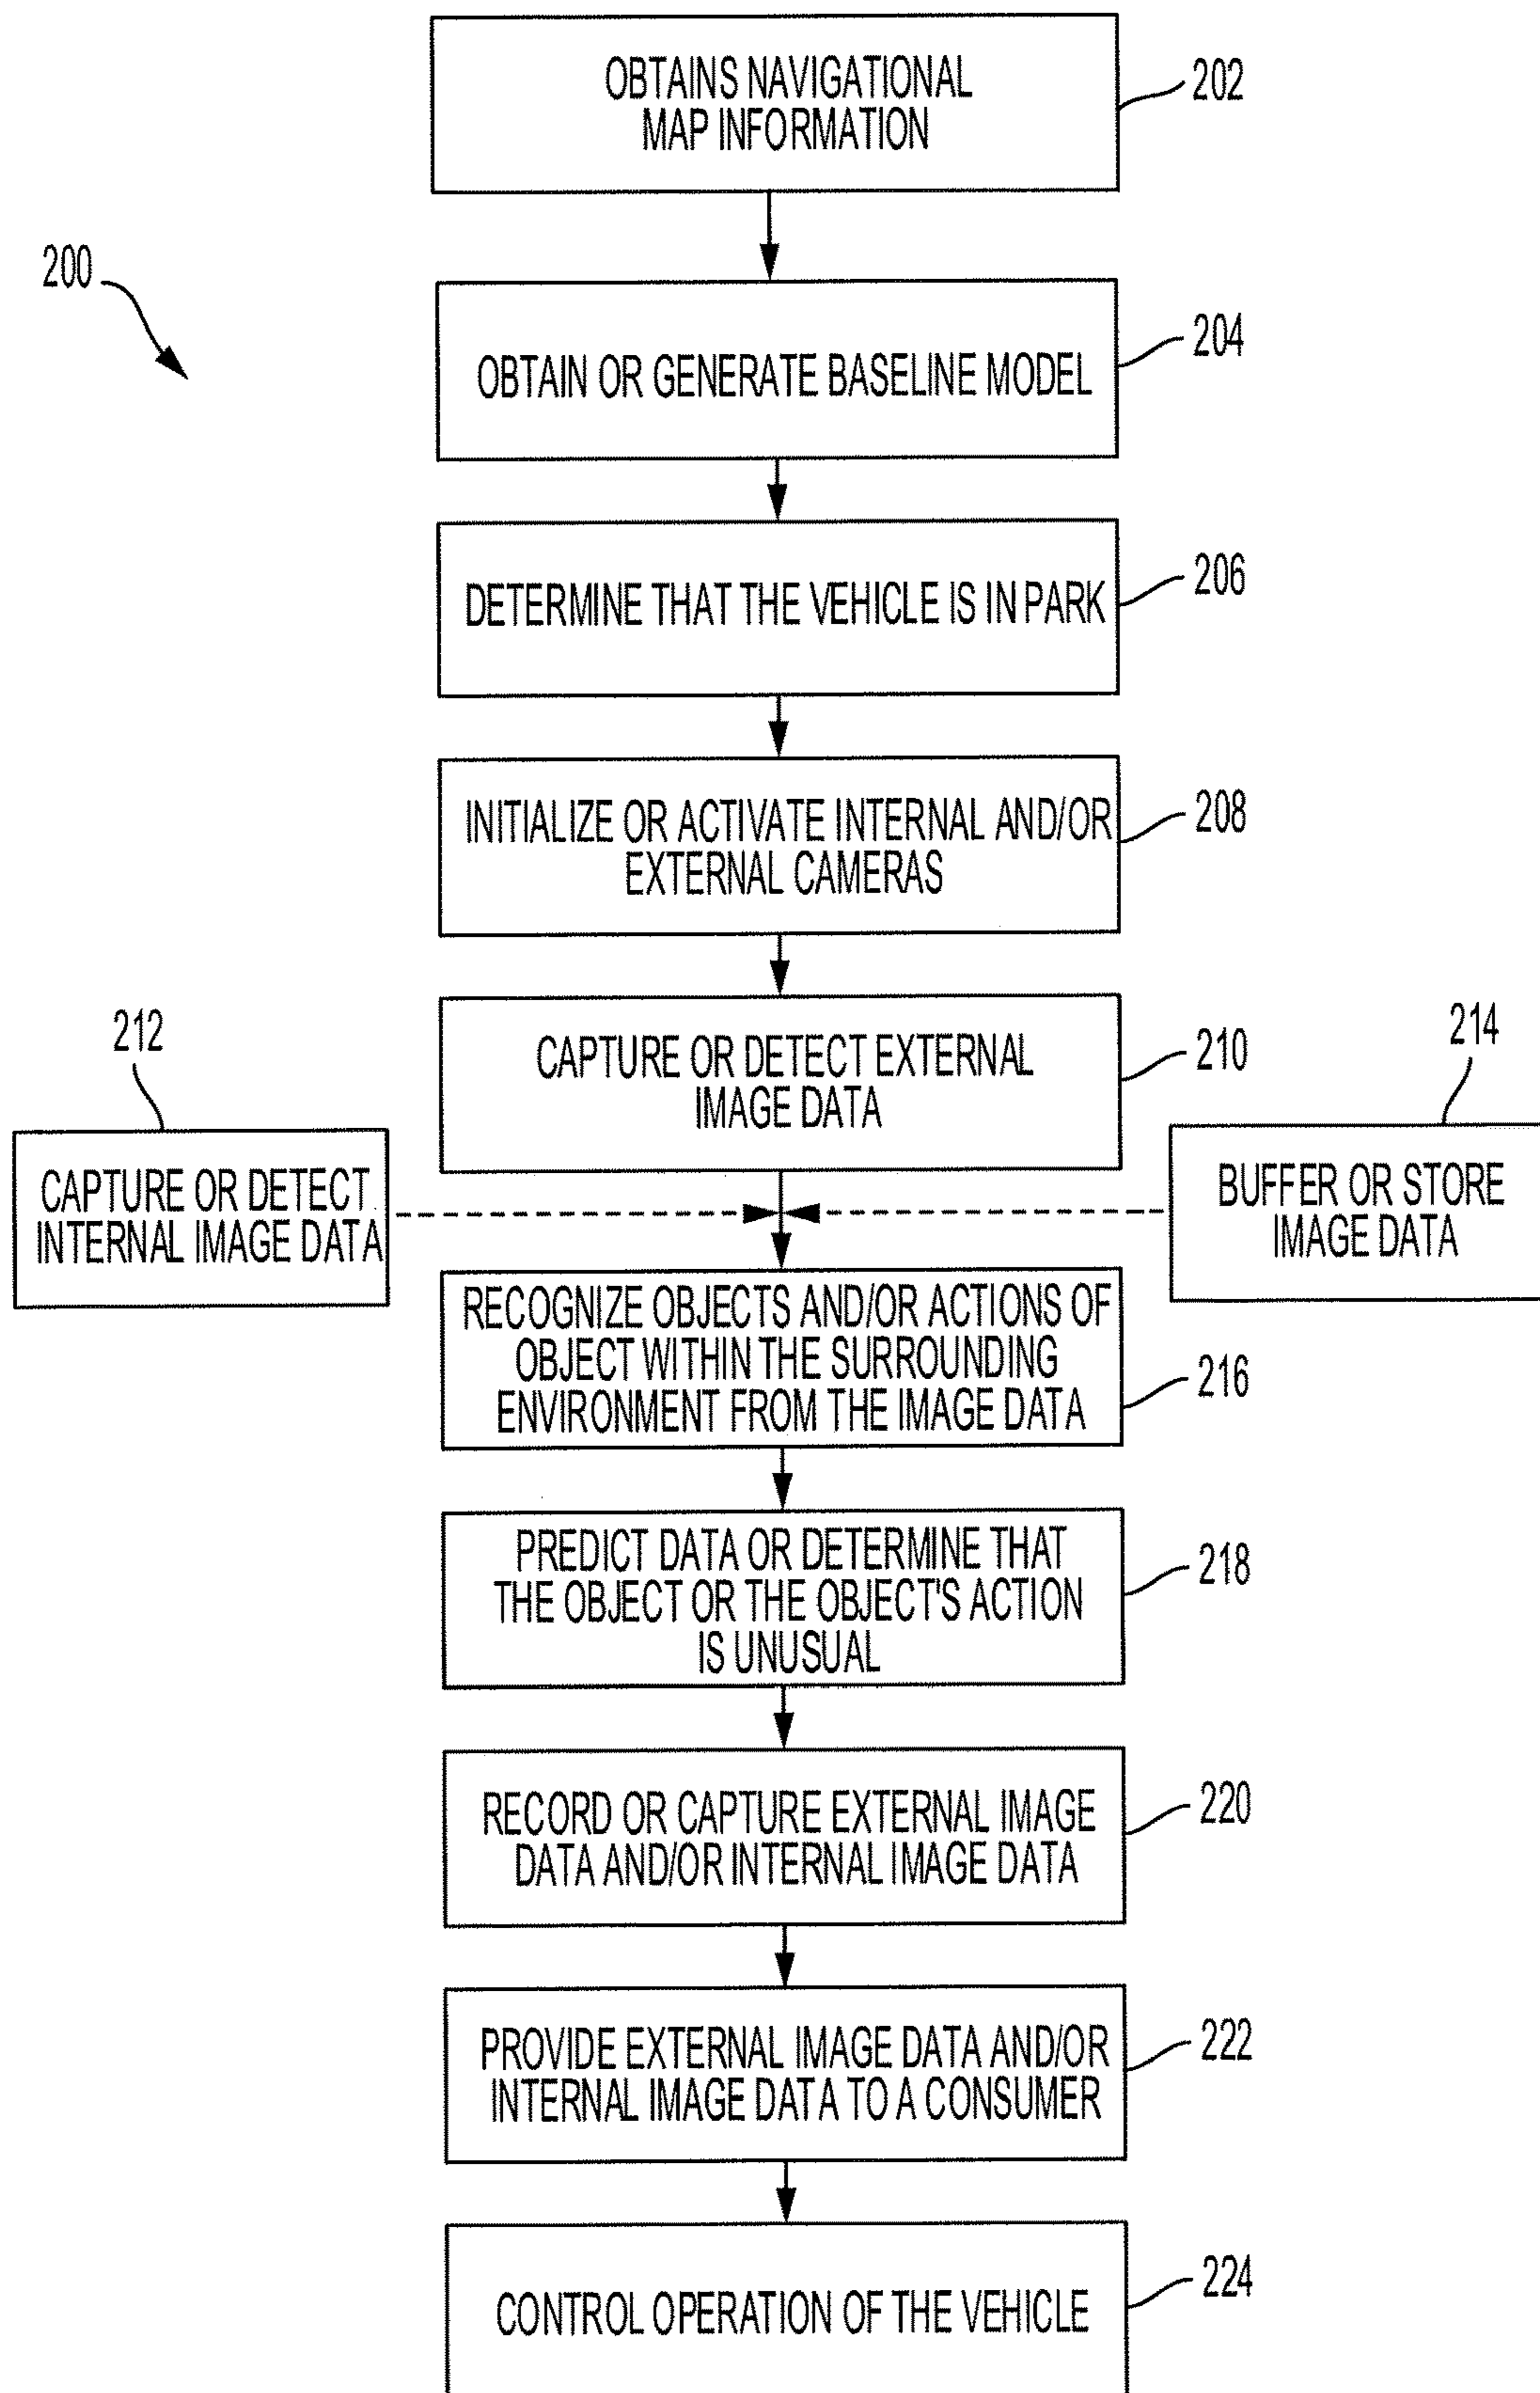 OBTAINS NAVIGATIONAL
MAP INFORMATION
202
200
OBTAIN OR GENERATE BASELINE MODEL
204
DETERMINE THAT THE VEHICLE IS IN PARK
206
INITIALIZE OR ACTIVATE INTERNAL AND/OR
EXTERNAL CAMERAS
208
CAPTURE OR DETECT EXTERNAL
IMAGE DATA
210
212
CAPTURE OR DETECT
INTERNAL IMAGE DATA
214
BUFFER OR STORE
IMAGE DATA
RECOGNIZE OBJECTS AND/OR ACTIONS OF
OBJECT WITHIN THE SURROUNDING
ENVIRONMENT FROM THE IMAGE DATA
216
PREDICT DATA OR DETERMINE THAT
THE OBJECT OR THE OBJECT'S ACTION
IS UNUSUAL
218
RECORD OR CAPTURE EXTERNAL IMAGE
DATA AND/OR INTERNAL IMAGE DATA
220
PROVIDE EXTERNAL IMAGE DATA AND/OR
INTERNAL IMAGE DATA TO A CONSUMER
222
CONTROL OPERATION OF THE VEHICLE
224